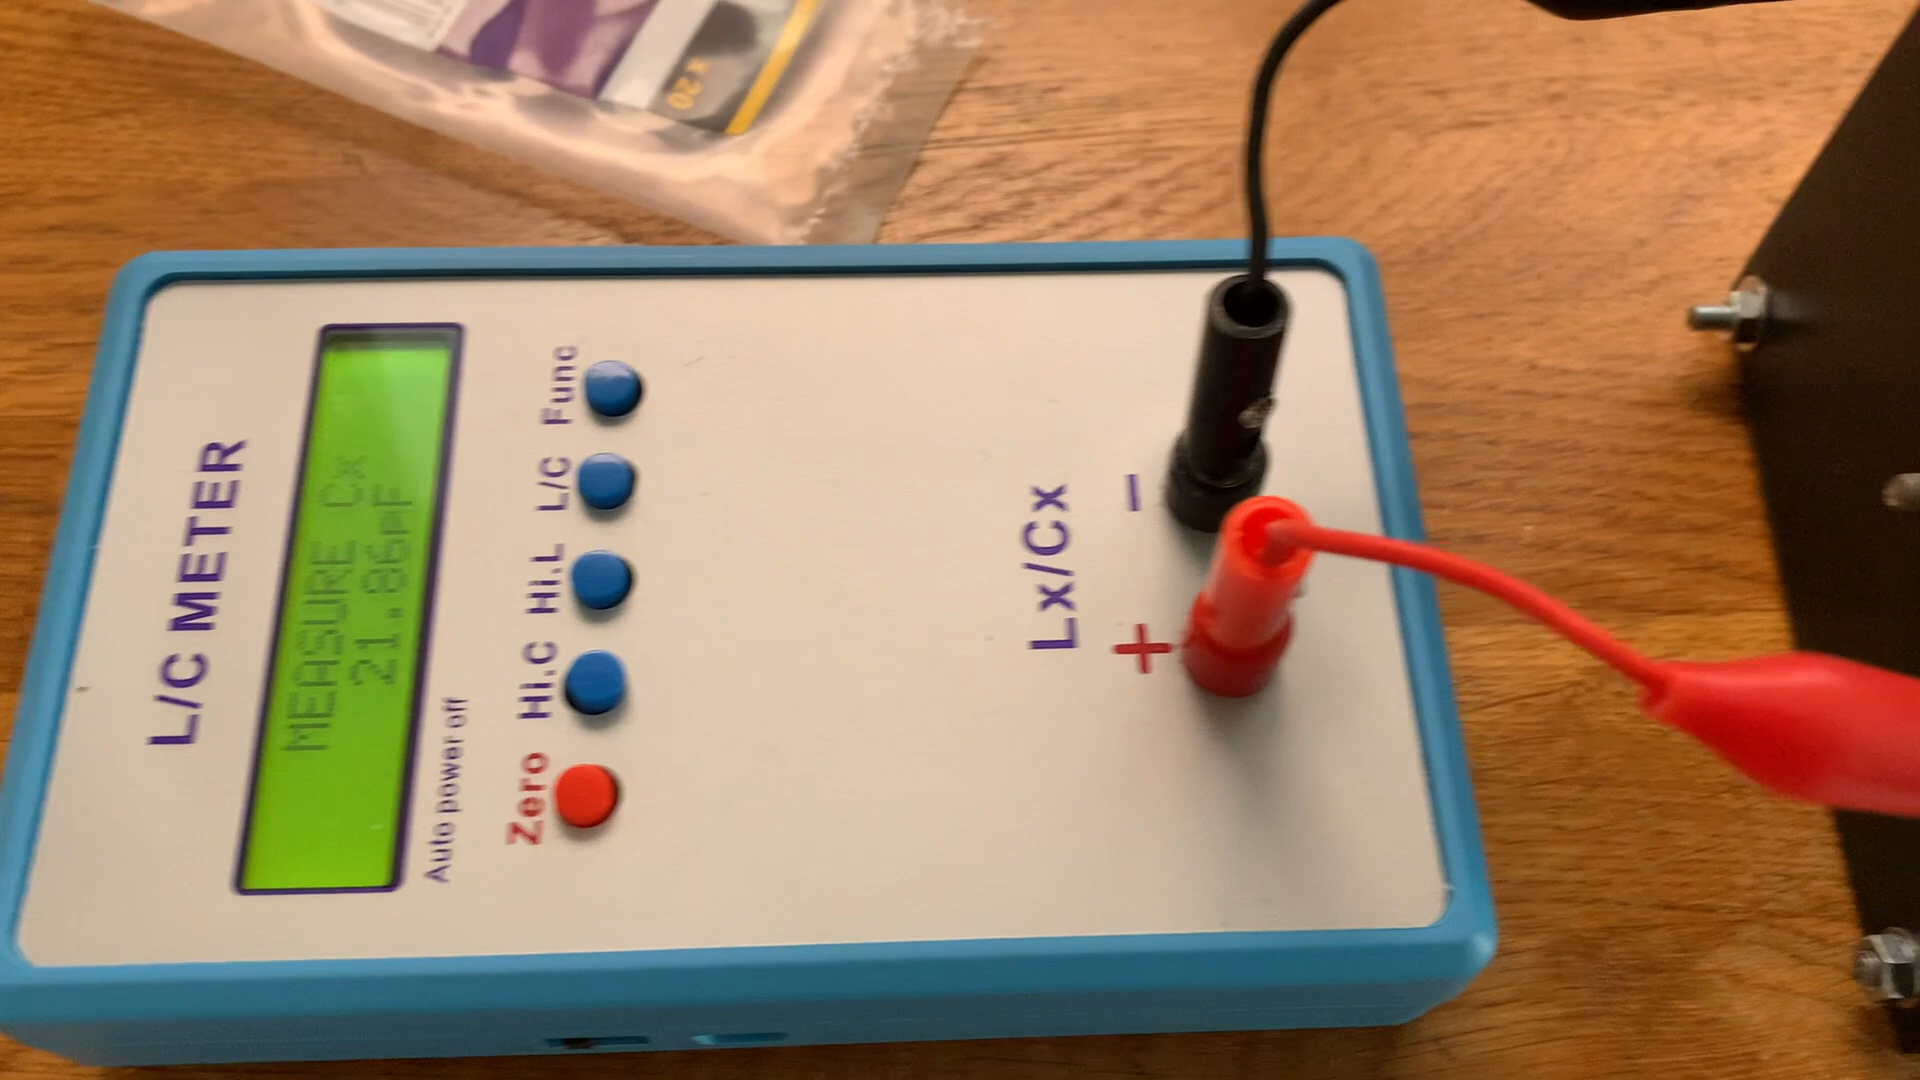 L/C METER
MEASURE Cx
21.86pF
Auto power off
Zero Hi.C Hi.L L/C Func
Lx/Cx
+ −
x 20